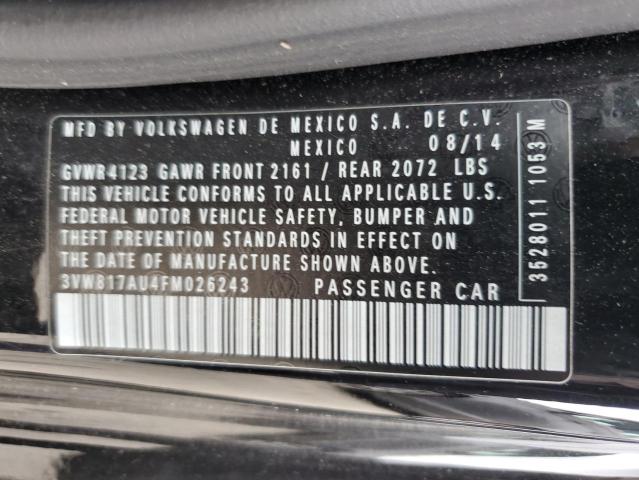 MFD BY VOLKSWAGEN DE MEXICO S.A. DE C.V.
MEXICO 08/14
GVWR4123 GAWR FRONT 2161 / REAR 2072 LBS
THIS VEHICLE CONFORMS TO ALL APPLICABLE U.S.
FEDERAL MOTOR VEHICLE SAFETY, BUMPER AND
THEFT PREVENTION STANDARDS IN EFFECT ON
THE DATE OF MANUFACTURE SHOWN ABOVE.
3VW817AU4FM026243 PASSENGER CAR
3528011 1053 M